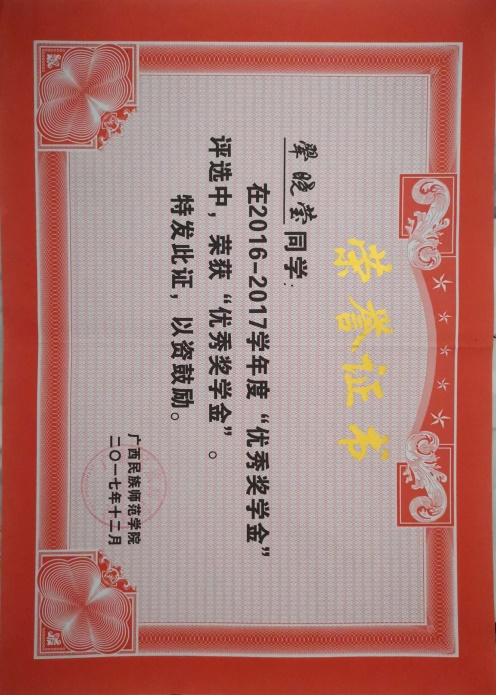 荣誉证书
覃晓莹同学：
在2016-2017学年度“优秀奖学金”
评选中，荣获“优秀奖学金”。
特发此证，以资鼓励。
广西民族师范学院
二〇一七年十二月